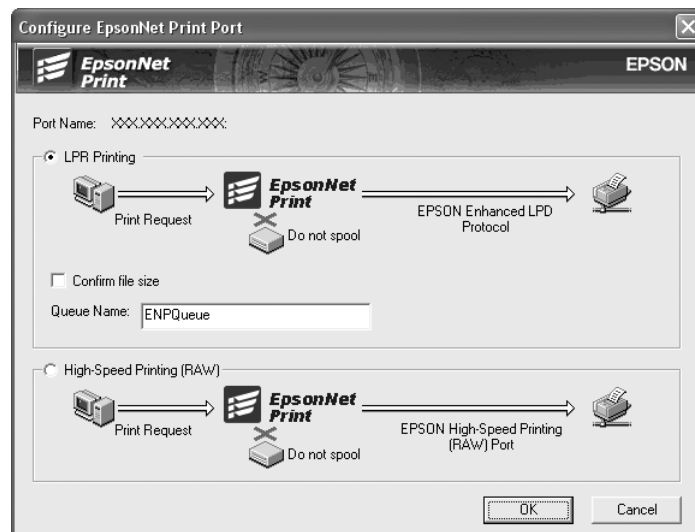 Configure EpsonNet Print Port
EpsonNet
Print
EPSON
Port Name: XXX.XXX.XXX.XXX:
LPR Printing
EpsonNet
Print
Print Request
EPSON Enhanced LPD
Protocol
Do not spool
Confirm file size
Queue Name: ENPQueue
High-Speed Printing (RAW)
EpsonNet
Print
Print Request
EPSON High-Speed Printing
(RAW) Port
Do not spool
OK
Cancel